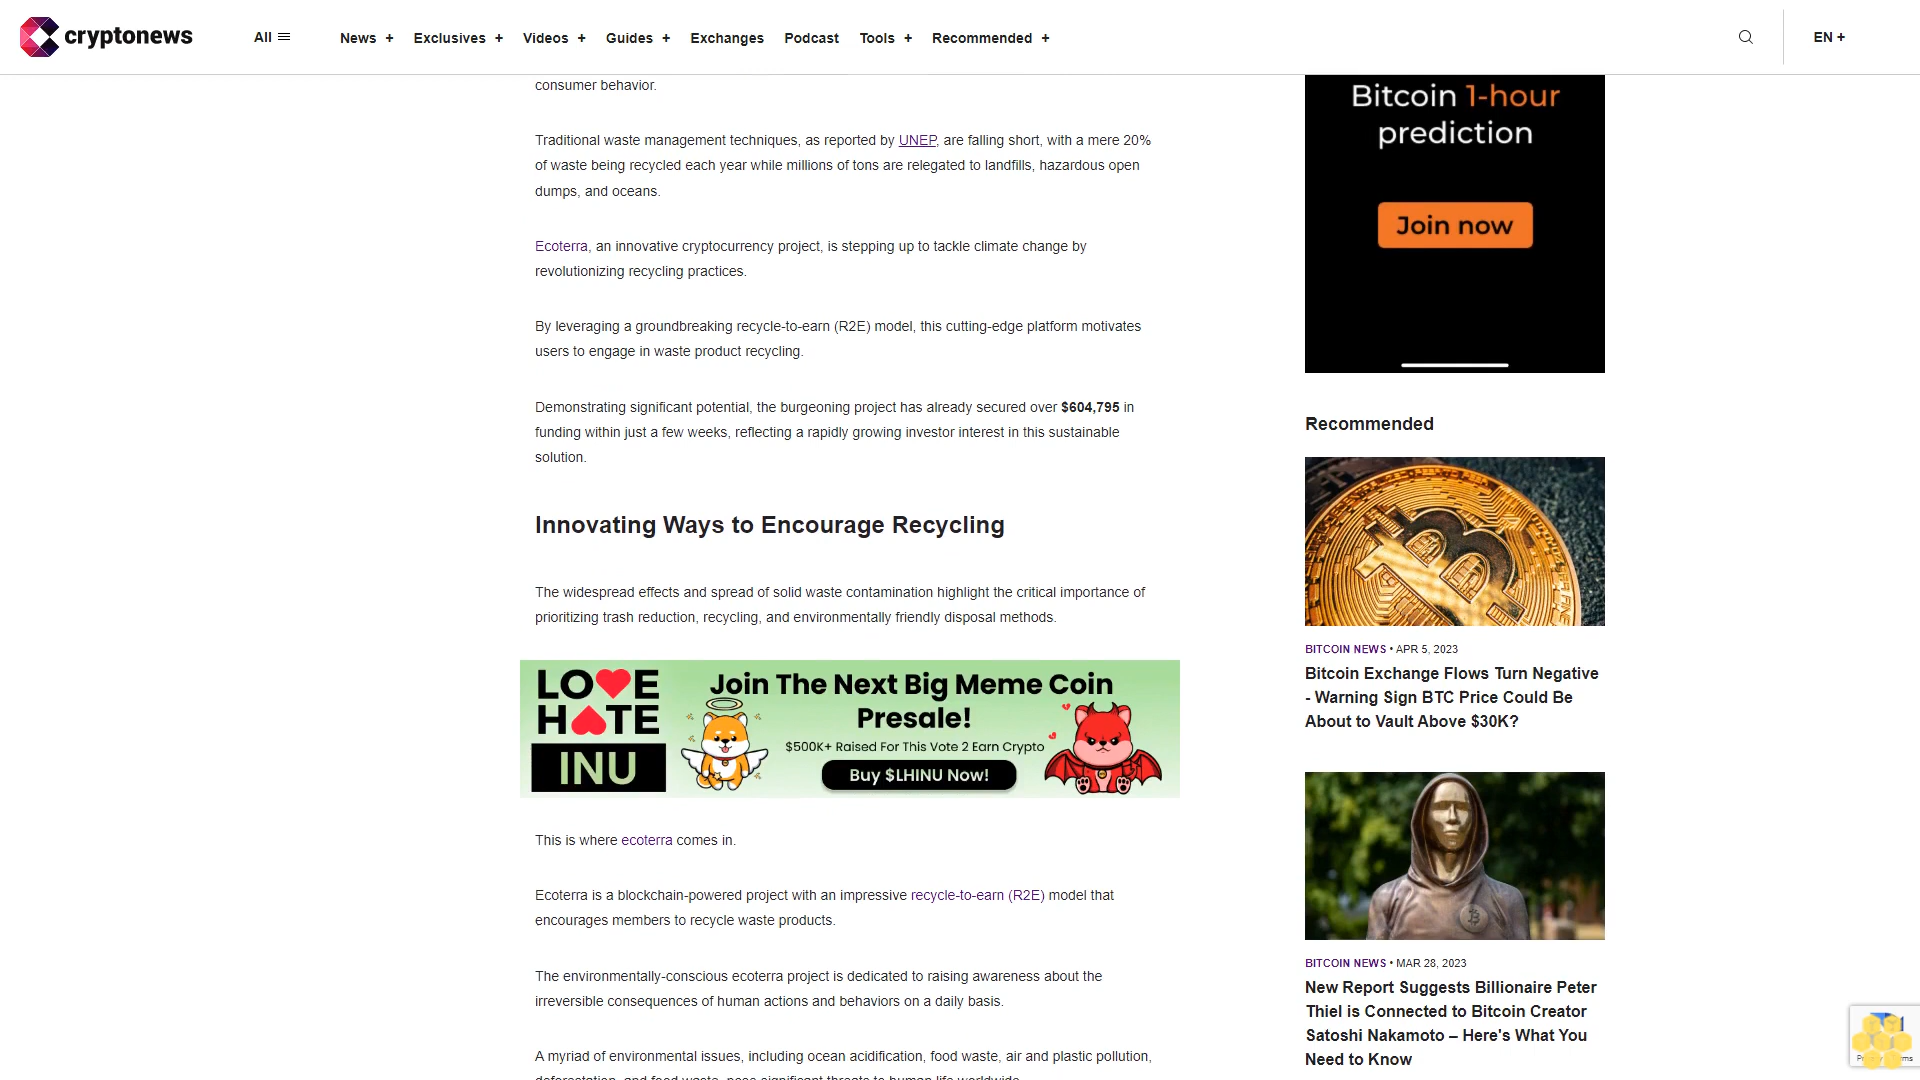 cryptonews
All
News +
Exclusives +
Videos +
Guides +
Exchanges
Podcast
Tools +
Recommended +
EN +
consumer behavior.
Traditional waste management techniques, as reported by UNEP, are falling short, with a mere 20%
of waste being recycled each year while millions of tons are relegated to landfills, hazardous open
dumps, and oceans.
Ecoterra, an innovative cryptocurrency project, is stepping up to tackle climate change by
revolutionizing recycling practices.
By leveraging a groundbreaking recycle-to-earn (R2E) model, this cutting-edge platform motivates
users to engage in waste product recycling.
Demonstrating significant potential, the burgeoning project has already secured over $604,795 in
funding within just a few weeks, reflecting a rapidly growing investor interest in this sustainable
solution.
Innovating Ways to Encourage Recycling
The widespread effects and spread of solid waste contamination highlight the critical importance of
prioritizing trash reduction, recycling, and environmentally friendly disposal methods.
LOVE
HATE
INU
Join The Next Big Meme Coin
Presale!
$500K+ Raised For This Vote 2 Earn Crypto
Buy $LHINU Now!
This is where ecoterra comes in.
Ecoterra is a blockchain-powered project with an impressive recycle-to-earn (R2E) model that
encourages members to recycle waste products.
The environmentally-conscious ecoterra project is dedicated to raising awareness about the
irreversible consequences of human actions and behaviors on a daily basis.
A myriad of environmental issues, including ocean acidification, food waste, air and plastic pollution,
deforestation, and food waste, pose significant threats to human life worldwide.
Bitcoin 1-hour
prediction
Join now
Recommended
BITCOIN NEWS • APR 5, 2023
Bitcoin Exchange Flows Turn Negative
- Warning Sign BTC Price Could Be
About to Vault Above $30K?
BITCOIN NEWS • MAR 28, 2023
New Report Suggests Billionaire Peter
Thiel is Connected to Bitcoin Creator
Satoshi Nakamoto – Here's What You
Need to Know